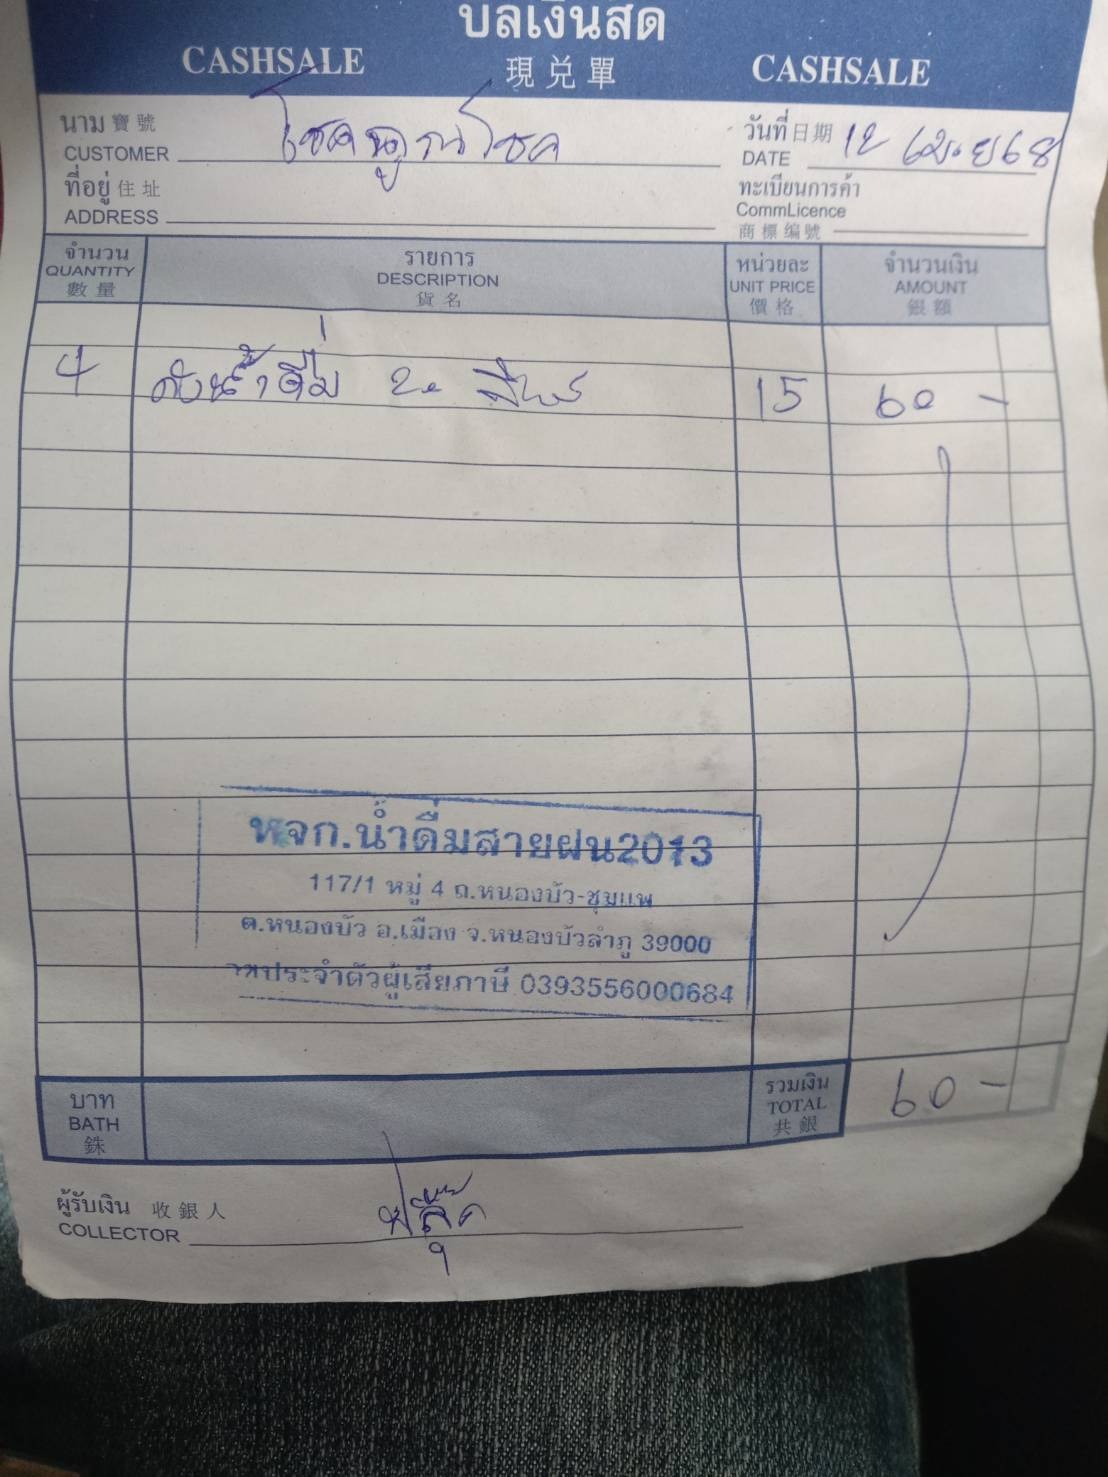 บิลเงินสด
CASHSALE 現兑單 CASHSALE
นาม 寶號 วันที่ 日期 12 เม.ย 68
CUSTOMER โชคคูณโชค DATE
ที่อยู่ 住址 ทะเบียนการค้า
ADDRESS CommLicence
商標编號
จำนวน รายการ หน่วยละ จำนวนเงิน
QUANTITY DESCRIPTION UNIT PRICE AMOUNT
數量 貨名 價格 銀額
4 ถังน้ำดื่ม 20 ลิตร 15 60 -
หจก.น้ำดื่มสายฝน2013
117/1 หมู่ 4 ถ.หนองบัว-ชุมแพ
ต.หนองบัว อ.เมือง จ.หนองบัวลำภู 39000
ประจำตัวผู้เสียภาษี 0393556000684
บาท รวมเงิน 60 -
BATH TOTAL
銖 共銀
ผู้รับเงิน 收銀人
COLLECTOR